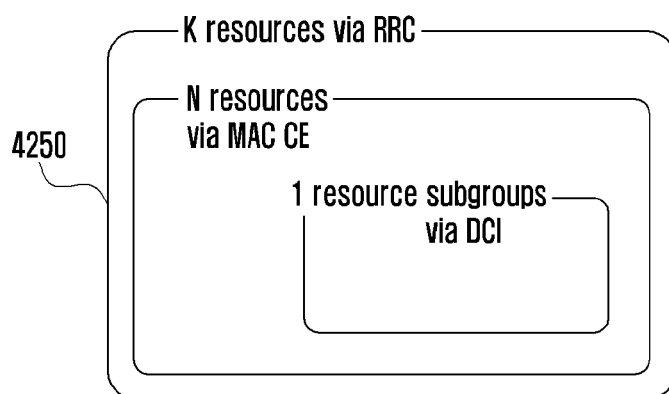 K resources via RRC
N resources
via MAC CE
4250
1 resource subgroups
via DCI